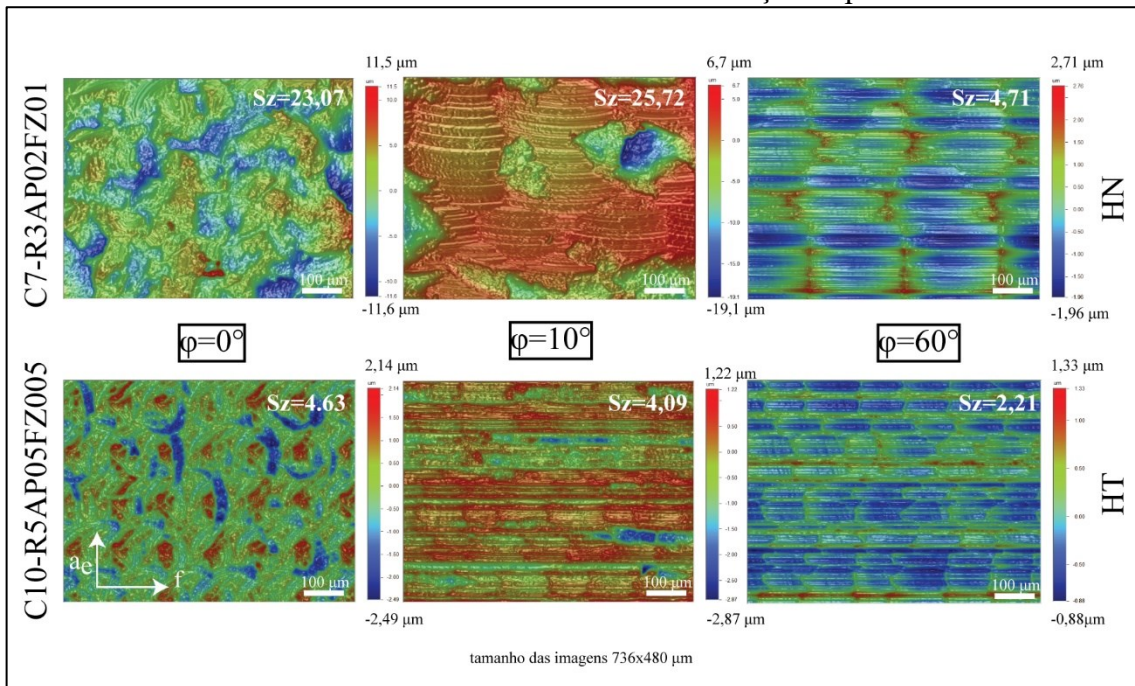 11,5 µm
6,7 µm
2,71 µm
C7-R3AP02FZ01
Sz=23,07
Sz=25,72
Sz=4,71
HN
100 µm
100 µm
100 µm
-11,6 µm
-19,1 µm
-1,96 µm
φ=0°
φ=10°
φ=60°
2,14 µm
1,22 µm
1,33 µm
C10-R5AP05FZ005
Sz=4.63
Sz=4,09
Sz=2,21
HT
ae
f
100 µm
100 µm
100 µm
-2,49 µm
-2,87 µm
-0,88µm
tamanho das imagens 736x480 µm